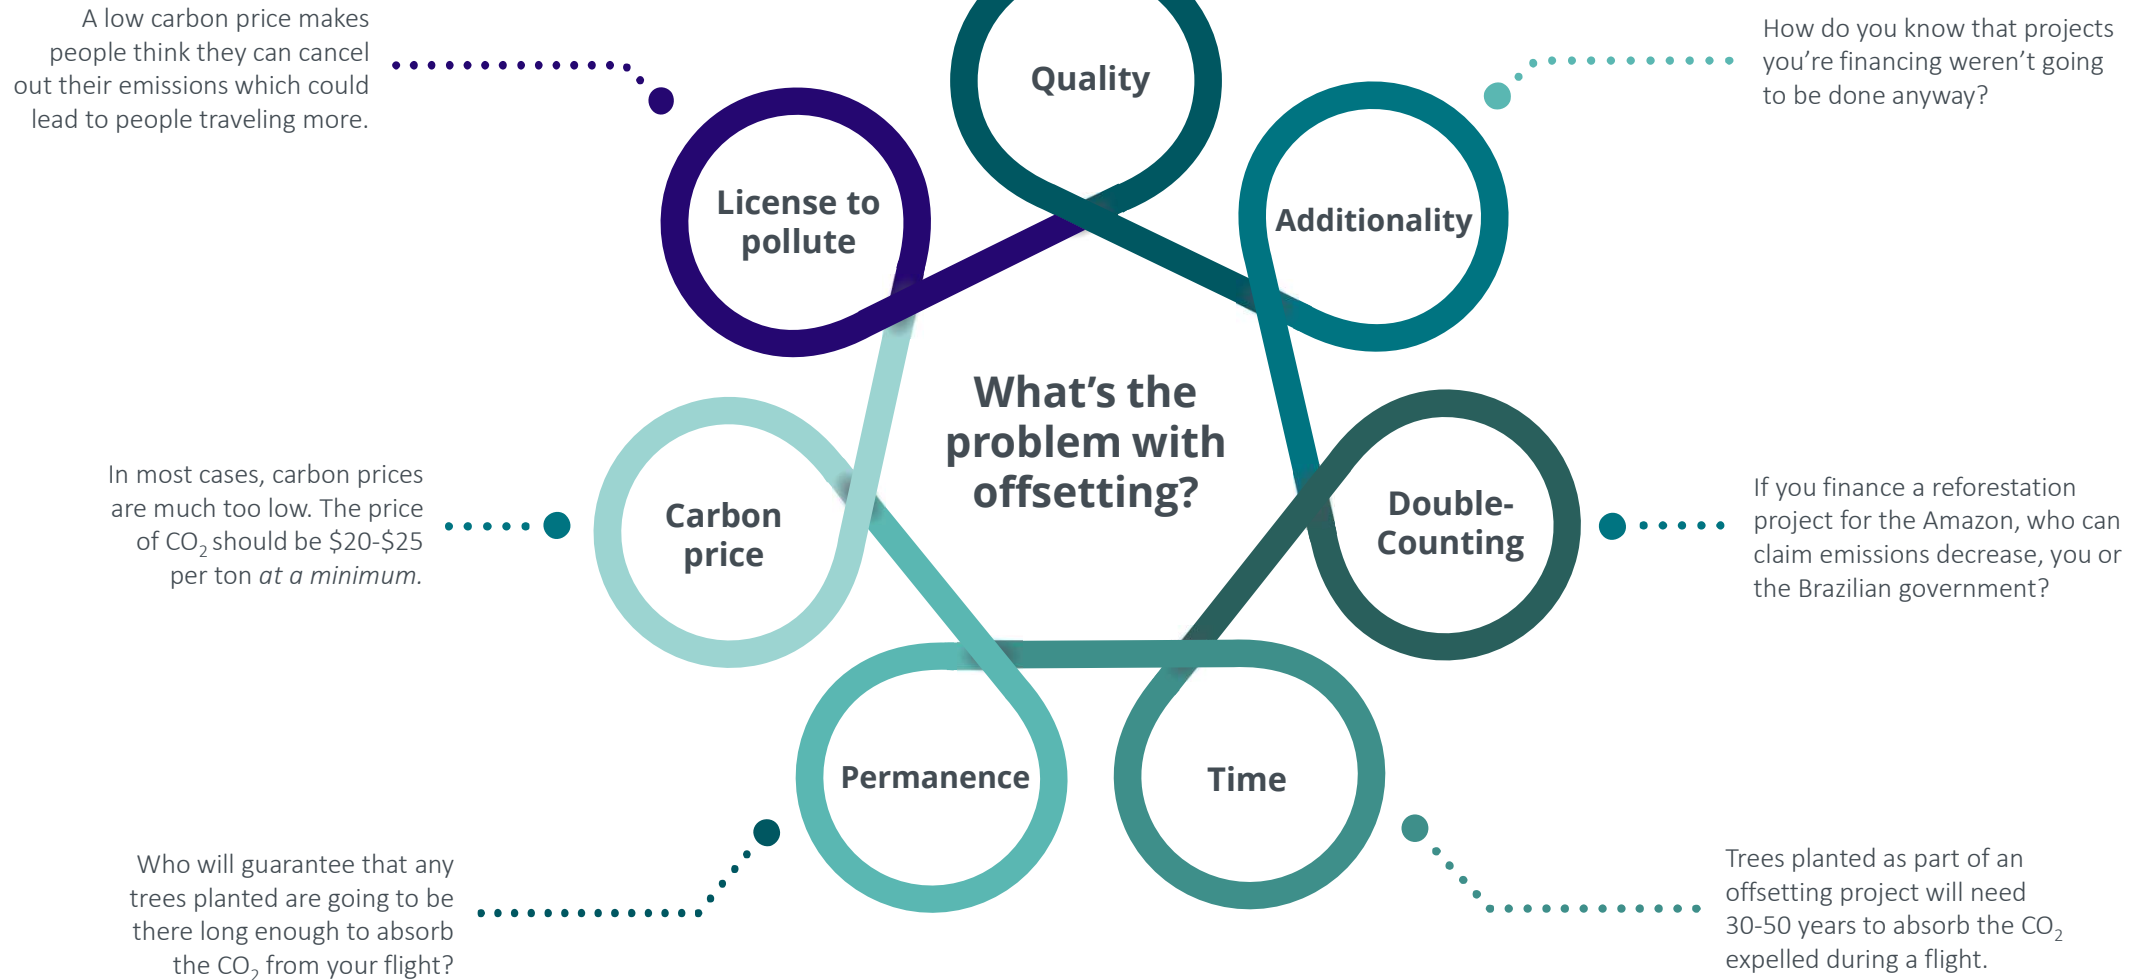 A low carbon price makes
people think they can cancel
out their emissions which could
lead to people traveling more.
Quality
How do you know that projects
you're financing weren't going
to be done anyway?
License to
pollute
Additionality
What's the
problem with
offsetting?
In most cases, carbon prices
are much too low. The price
of CO₂ should be $20-$25
per ton at a minimum.
Carbon
price
Double-
Counting
If you finance a reforestation
project for the Amazon, who can
claim emissions decrease, you or
the Brazilian government?
Permanence
Time
Who will guarantee that any
trees planted are going to be
there long enough to absorb
the CO₂ from your flight?
Trees planted as part of an
offsetting project will need
30-50 years to absorb the CO₂
expelled during a flight.